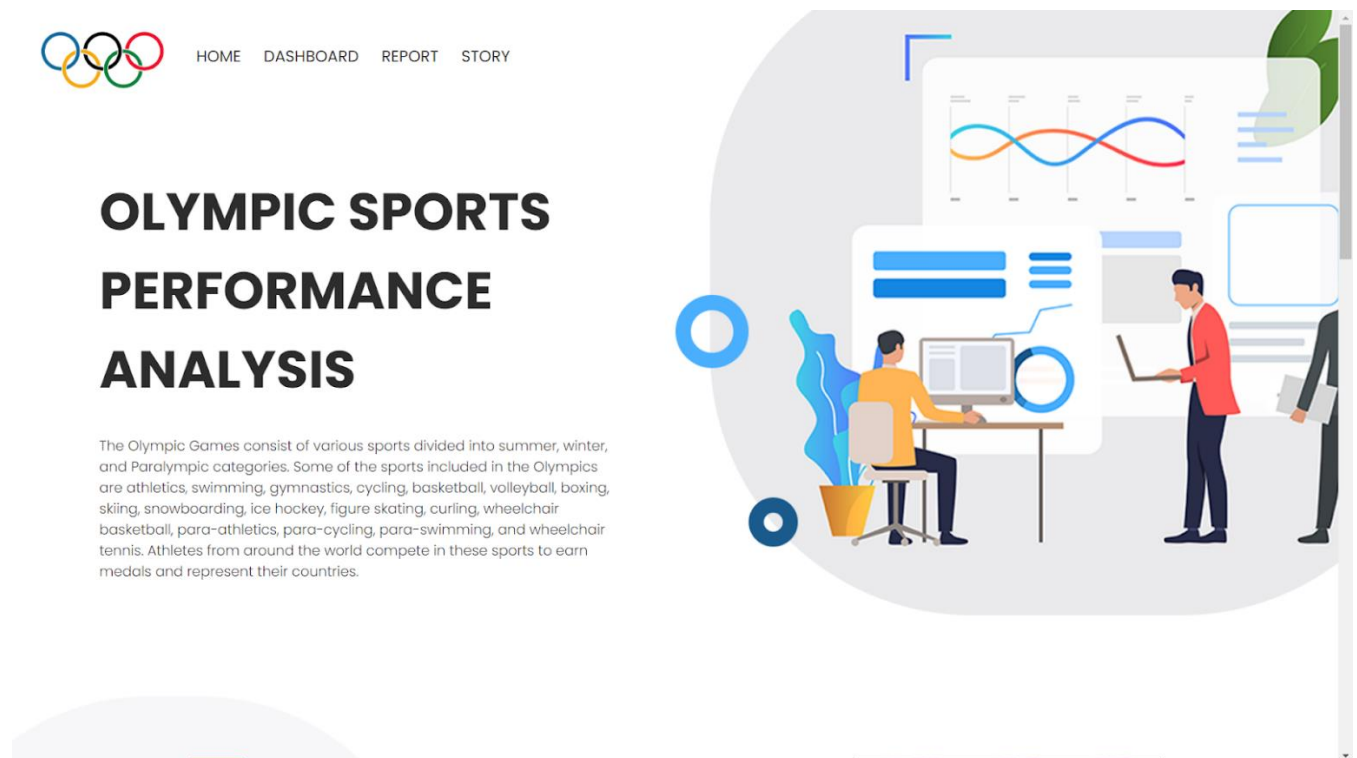 HOME DASHBOARD REPORT STORY
OLYMPIC SPORTS
PERFORMANCE
ANALYSIS
The Olympic Games consist of various sports divided into summer, winter,
and Paralympic categories. Some of the sports included in the Olympics
are athletics, swimming, gymnastics, cycling, basketball, volleyball, boxing,
skiing, snowboarding, ice hockey, figure skating, curling, wheelchair
basketball, para-athletics, para-cycling, para-swimming, and wheelchair
tennis. Athletes from around the world compete in these sports to earn
medals and represent their countries.